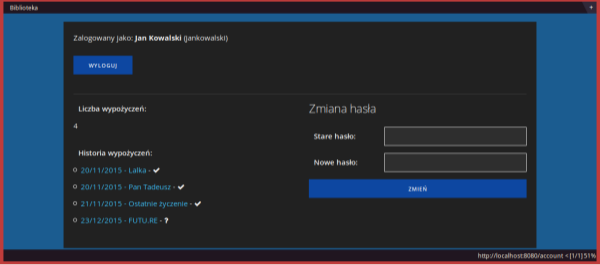 Biblioteka
Zalogowany jako: Jan Kowalski (jankowalski)
WYLOGUJ
Liczba wypożyczeń:
4
Historia wypożyczeń:
20/11/2015 - Lalka - ✔
20/11/2015 - Pan Tadeusz - ✔
21/11/2015 - Ostatnie życzenie - ✔
23/12/2015 - FUTU.RE - ?
Zmiana hasła
Stare hasło:
Nowe hasło:
ZMIEŃ
http://localhost:8080/account < [1/1] 51%